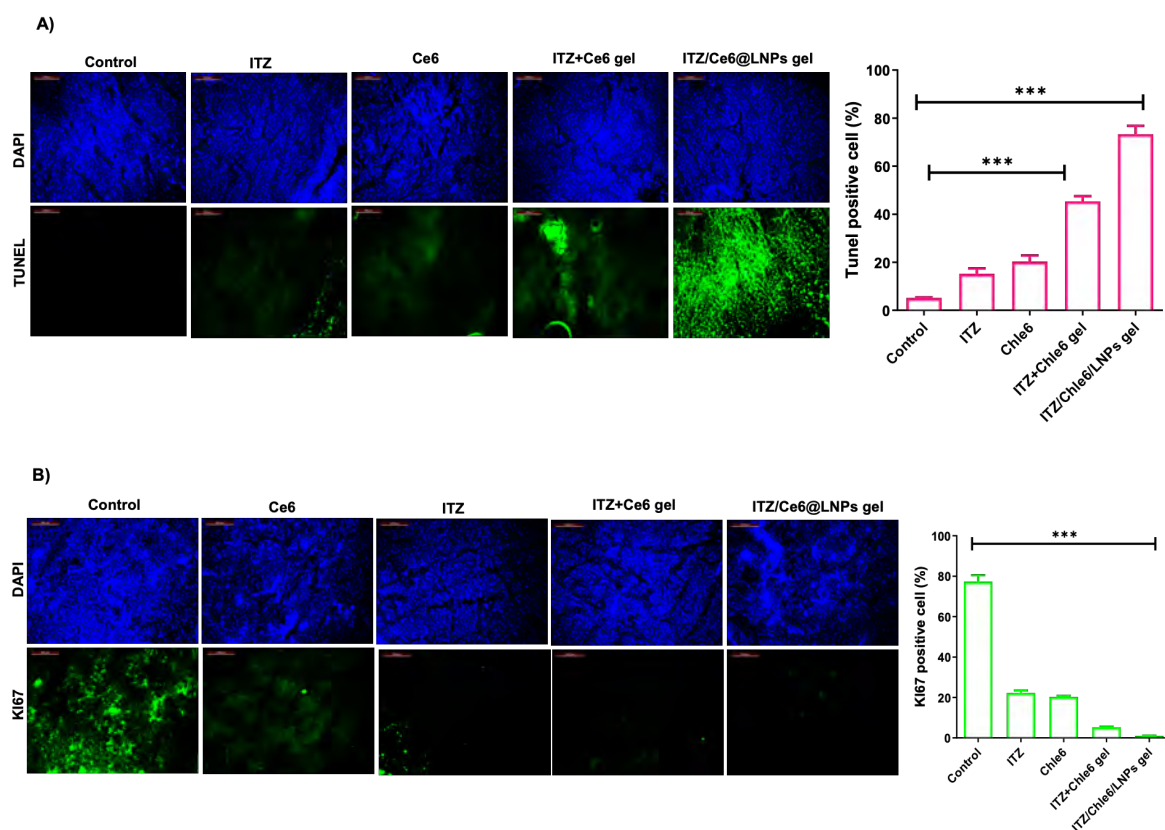 A)
Control
ITZ
Ce6
ITZ+Ce6 gel
ITZ/Ce6@LNPs gel
DAPI
TUNEL
Tunel positive cell (%)
100
80
60
40
20
0
***
***
Control
ITZ
Chle6
ITZ+Chle6 gel
ITZ/Chle6/LNPs gel
B)
Control
Ce6
ITZ
ITZ+Ce6 gel
ITZ/Ce6@LNPs gel
DAPI
KI67
KI67 positive cell (%)
100
80
60
40
20
0
***
Control
ITZ
Chle6
ITZ+Chle6 gel
ITZ/Chle6/LNPs gel